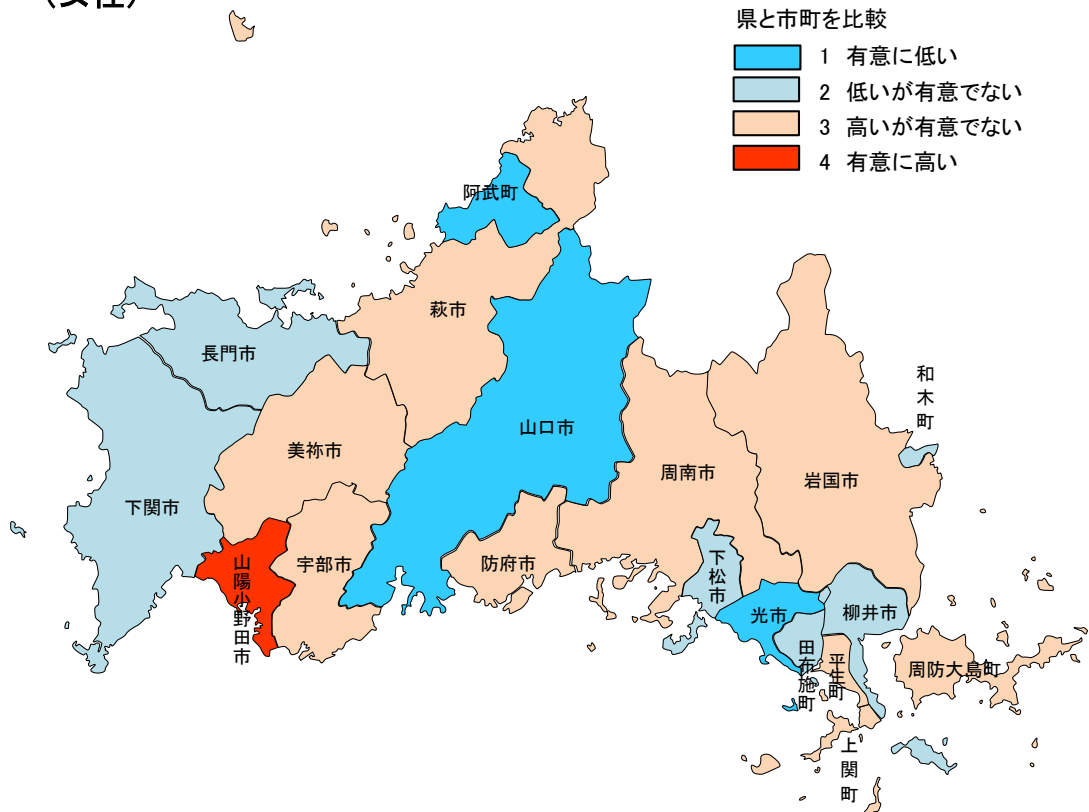 (女性)
県と市町を比較
1 有意に低い
2 低いが有意でない
3 高いが有意でない
4 有意に高い
阿武町
萩市
長門市
和木町
山口市
美祢市
周南市
岩国市
下関市
山陽小野田市
宇部市
防府市
下松市
光市
柳井市
田布施町
平生町
周防大島町
上関町